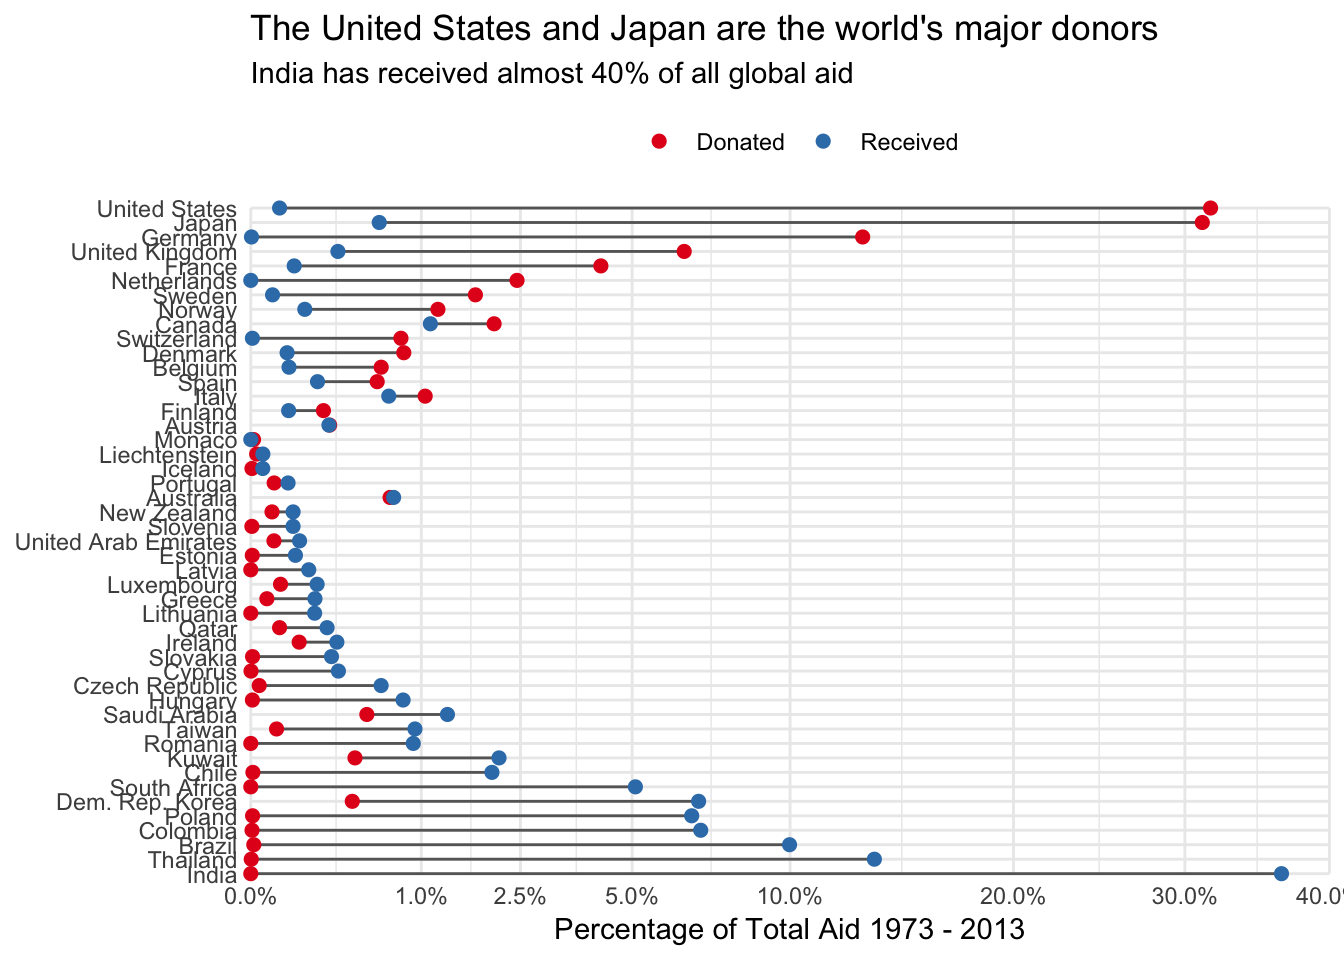 The United States and Japan are the world's major donors
India has received almost 40% of all global aid
Donated Received
United States
Japan
Germany
United Kingdom
France
Netherlands
Sweden
Norway
Canada
Switzerland
Denmark
Belgium
Spain
Italy
Finland
Austria
Monaco
Liechtenstein
Iceland
Portugal
Australia
New Zealand
Slovenia
United Arab Emirates
Estonia
Latvia
Luxembourg
Greece
Lithuania
Qatar
Ireland
Slovakia
Cyprus
Czech Republic
Hungary
Saudi Arabia
Taiwan
Romania
Kuwait
Chile
South Africa
Dem. Rep. Korea
Poland
Colombia
Brazil
Thailand
India
0.0% 1.0% 2.5% 5.0% 10.0% 20.0% 30.0% 40.0
Percentage of Total Aid 1973 - 2013